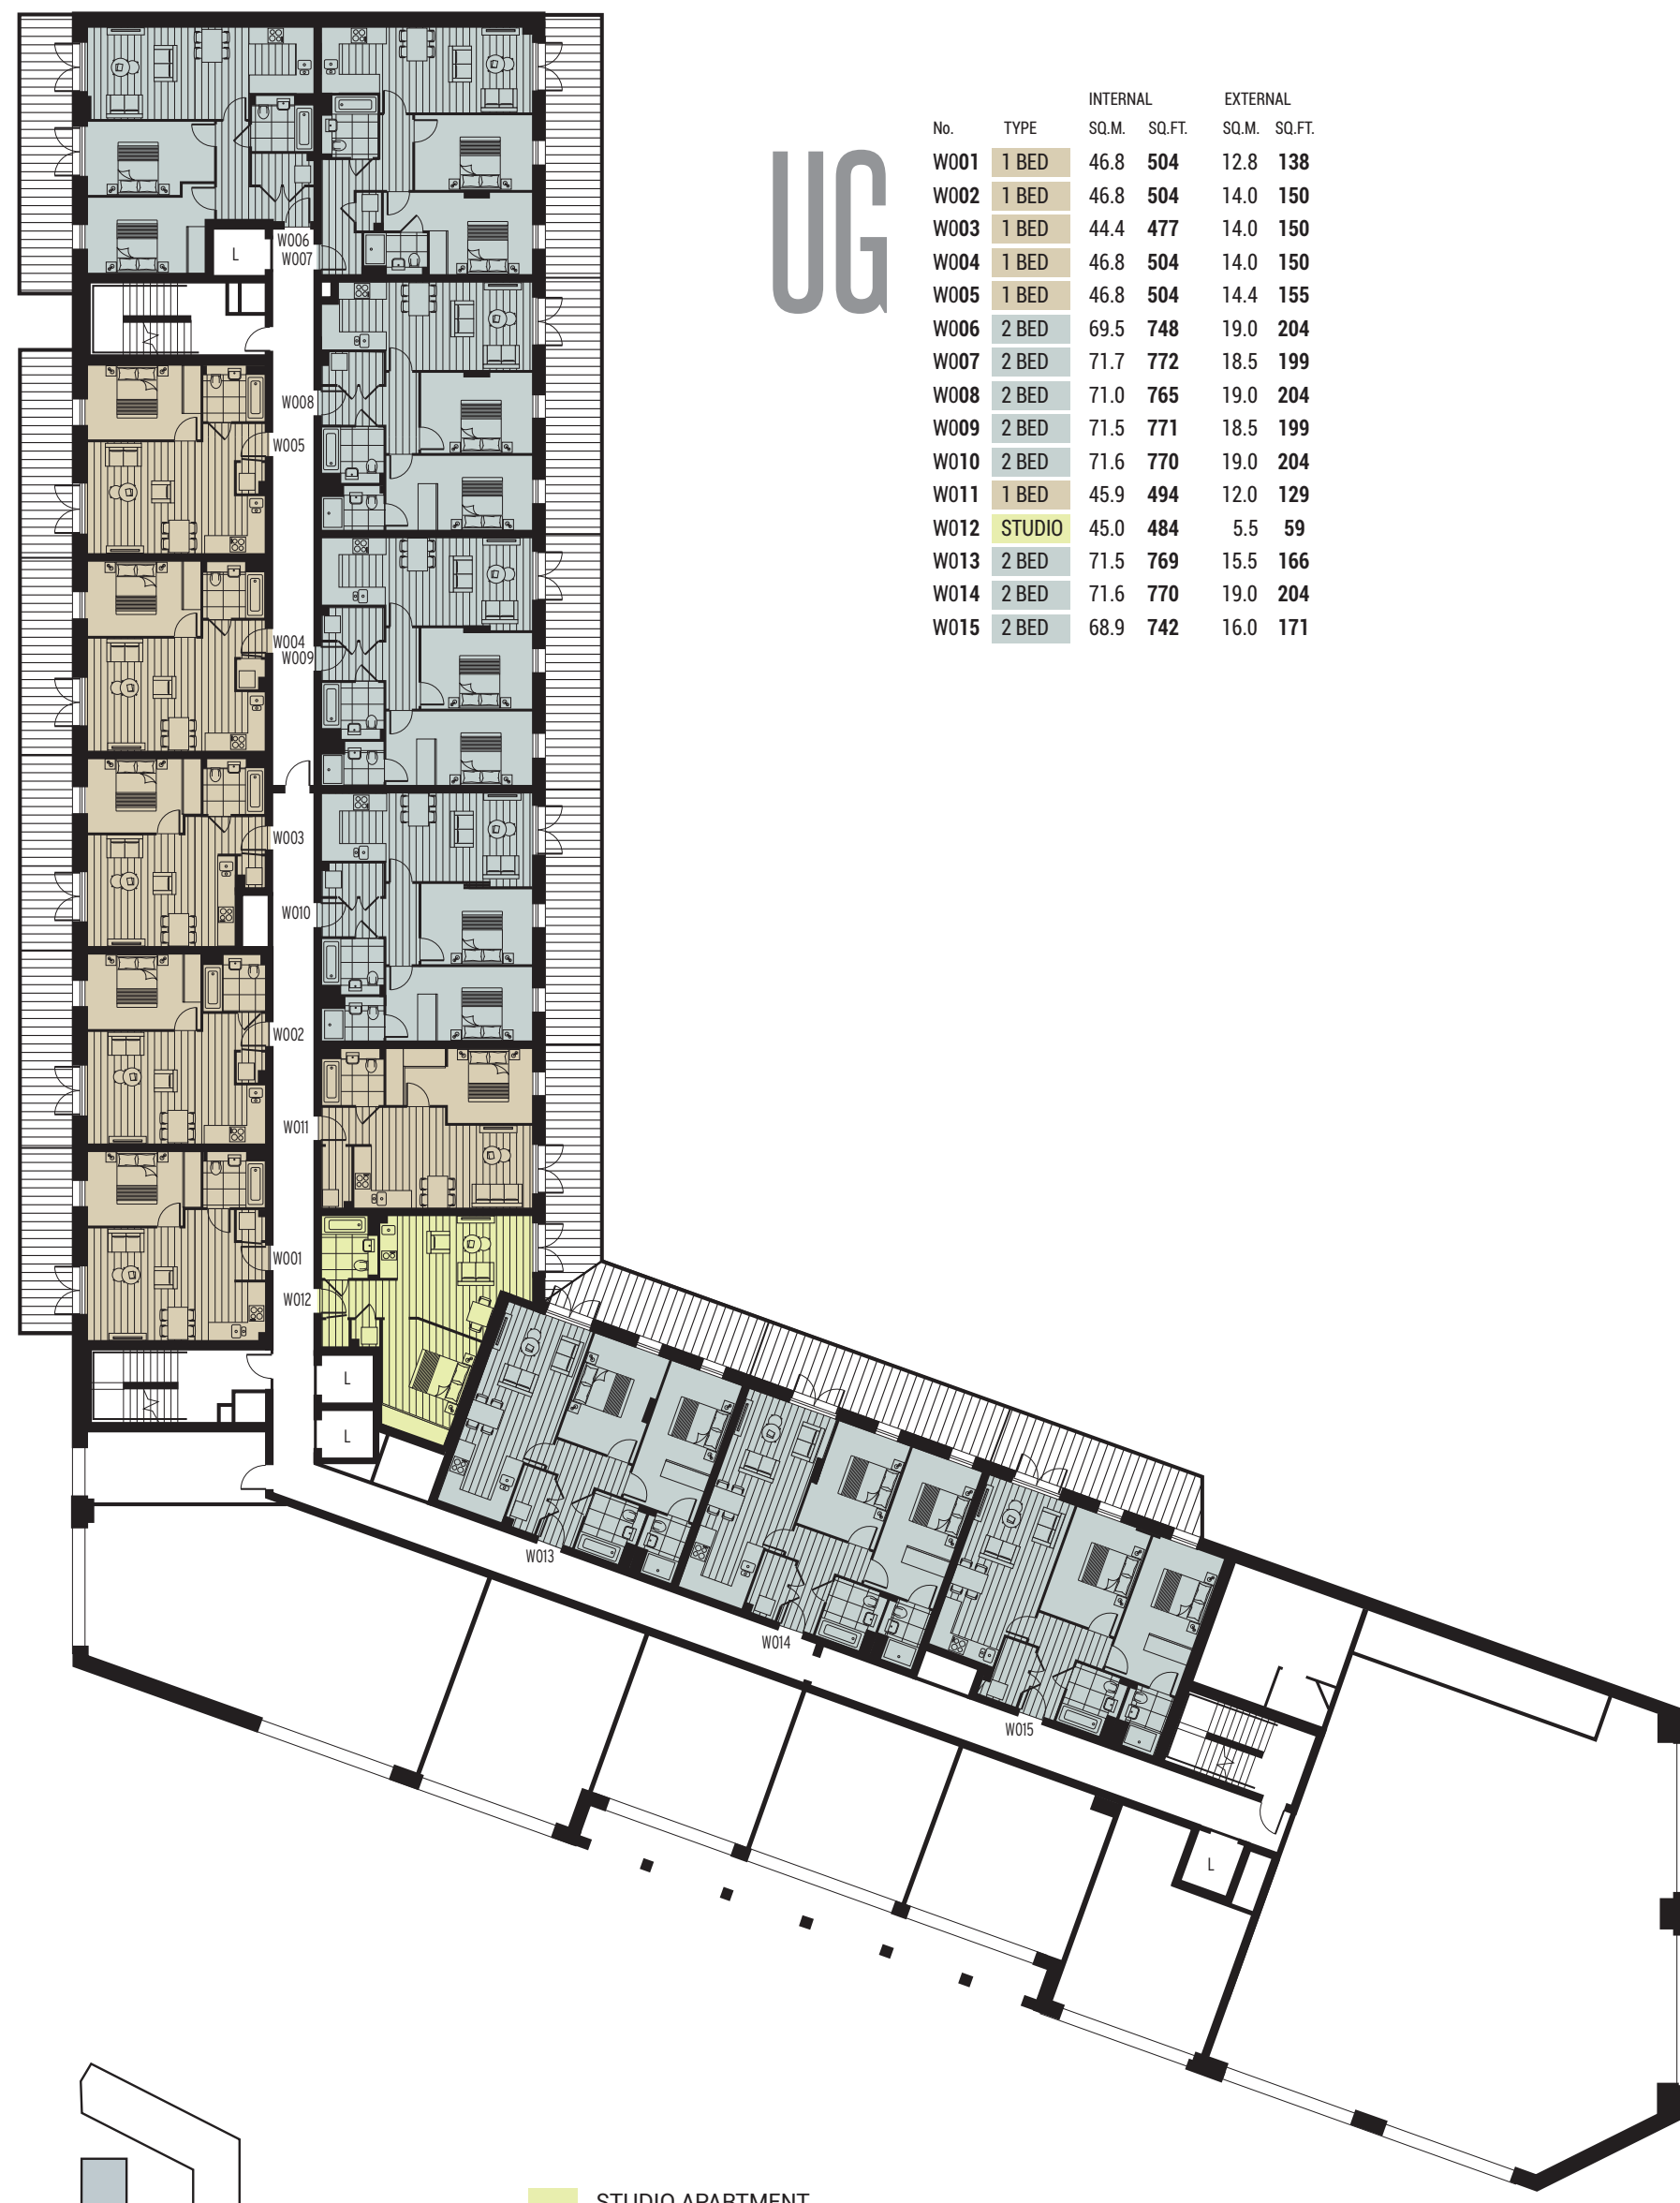 UG
INTERNAL EXTERNAL
No. TYPE SQ.M. SQ.FT. SQ.M. SQ.FT.
W001 1 BED 46.8 504 12.8 138
W002 1 BED 46.8 504 14.0 150
W003 1 BED 44.4 477 14.0 150
W004 1 BED 46.8 504 14.0 150
W005 1 BED 46.8 504 14.4 155
W006 2 BED 69.5 748 19.0 204
W007 2 BED 71.7 772 18.5 199
W008 2 BED 71.0 765 19.0 204
W009 2 BED 71.5 771 18.5 199
W010 2 BED 71.6 770 19.0 204
W011 1 BED 45.9 494 12.0 129
W012 STUDIO 45.0 484 5.5 59
W013 2 BED 71.5 769 15.5 166
W014 2 BED 71.6 770 19.0 204
W015 2 BED 68.9 742 16.0 171
W006
L
W007
W008
W005
W004
W009
W003
W010
W002
W011
W001
W012
L
L
W013
W014
W015
L
STUDIO APARTMENT